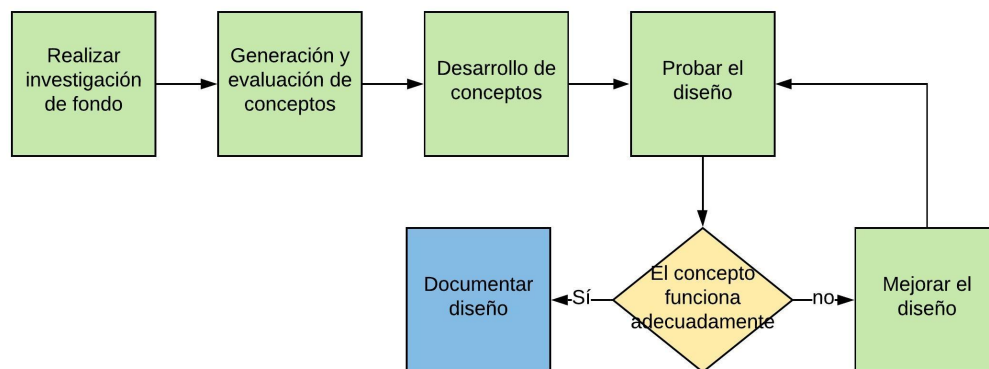 Realizar
investigación
de fondo
Generación y
evaluación de
conceptos
Desarrollo de
conceptos
Probar el
diseño
Documentar
diseño
Sí
El concepto
funciona
adecuadamente
no
Mejorar el
diseño